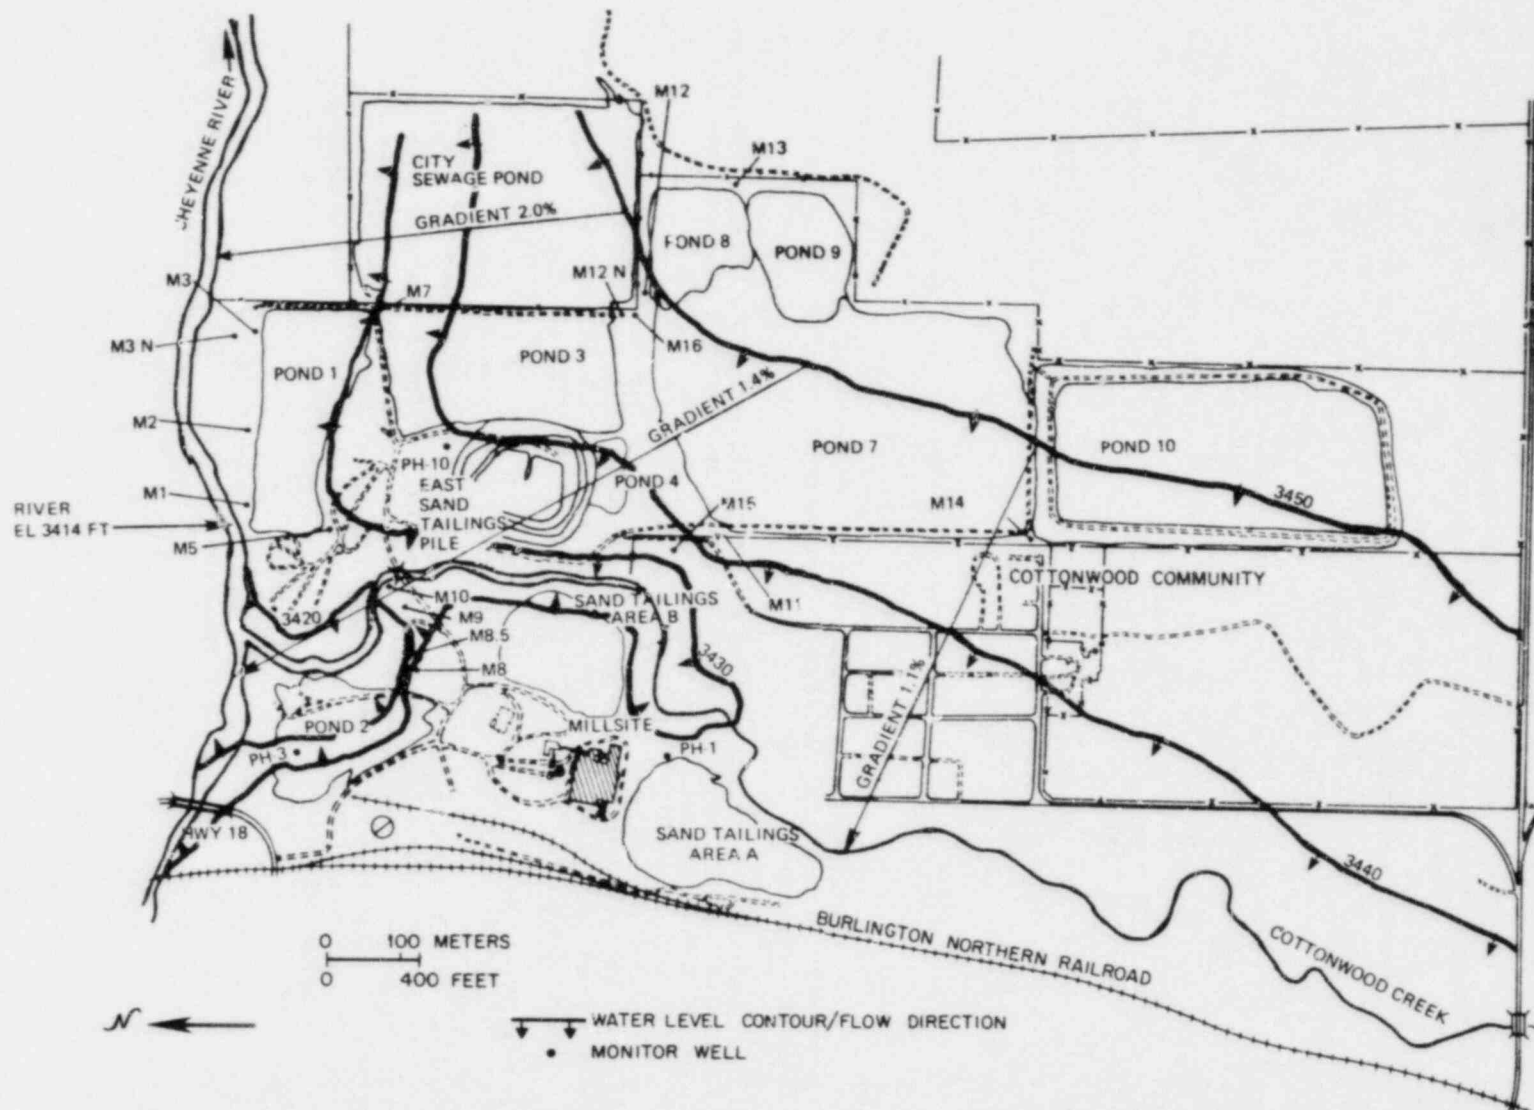 CHEYENNE RIVER
M12
M13
CITY
SEWAGE POND
GRADIENT 2.0%
POND 8
POND 9
M3
M7
M12 N
M3 N
POND 1
POND 3
M16
GRADIENT 1.4%
M2
POND 7
POND 10
PH-10
EAST
SAND
TAILINGS
PILE
POND 4
M1
M15
M14
3450
RIVER
EL 3414 FT
M5
COTTONWOOD COMMUNITY
M10
SAND TAILINGS
AREA B
M11
3420
M9
M8.5
M8
3430
GRADIENT 1.1%
POND 2
MILLSITE
PH-3
PH-1
HWY 18
SAND TAILINGS
AREA A
3440
BURLINGTON NORTHERN RAILROAD
COTTONWOOD CREEK
0 100 METERS
0 400 FEET
N
WATER LEVEL CONTOUR/FLOW DIRECTION
MONITOR WELL